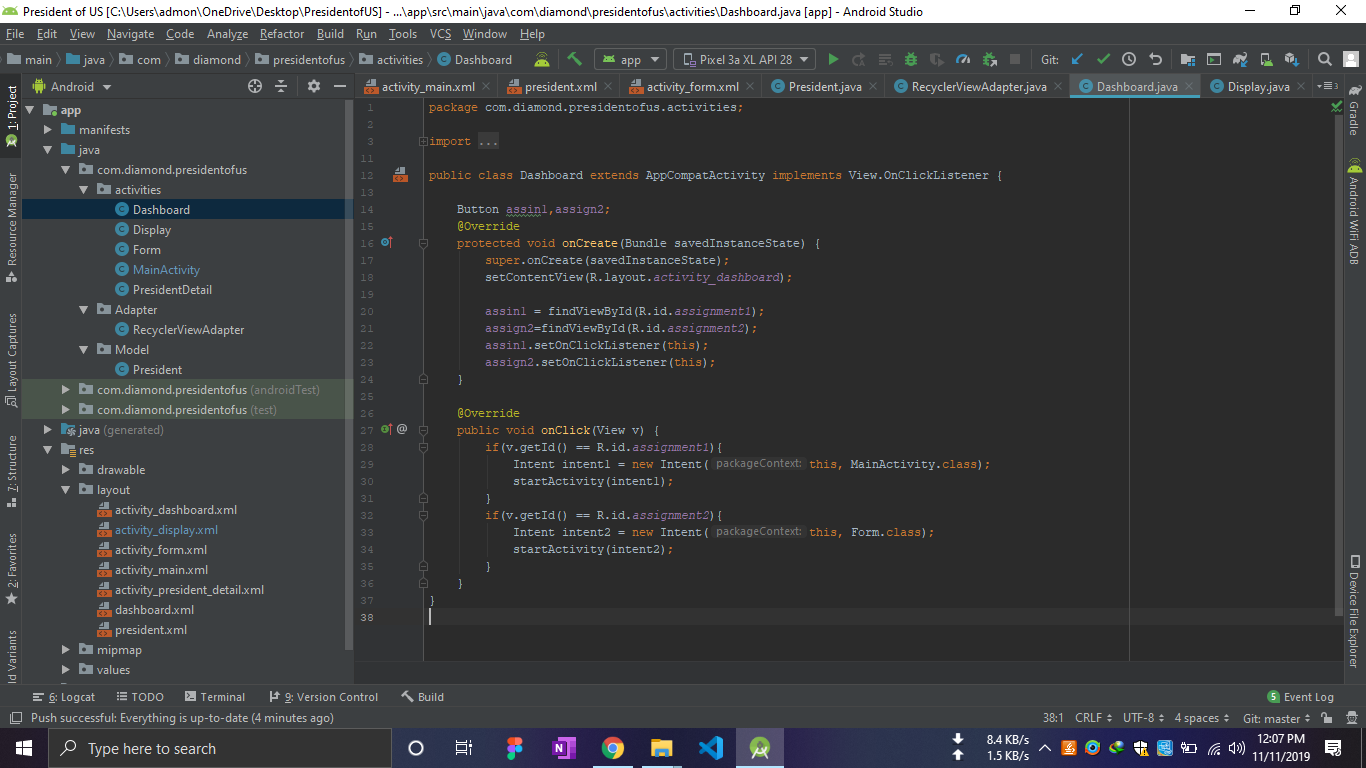 President of US [C:\Users\admon\OneDrive\Desktop\PresidentofUS] - ...\app\src\main\java\com\diamond\presidentofus\activities\Dashboard.java [app] - Android Studio
File Edit View Navigate Code Analyze Refactor Build Run Tools VCS Window Help
main java com diamond presidentofus activities Dashboard app Pixel 3a XL API 28 Git:
Android
activity_main.xml president.xml activity_form.xml President.java RecyclerViewAdapter.java Dashboard.java Display.java 3
1: Project
Resource Manager
Layout Captures
7: Structure
2: Favorites
ld Variants
app
manifests
java
com.diamond.presidentofus
activities
Dashboard
Display
Form
MainActivity
PresidentDetail
Adapter
RecyclerViewAdapter
Model
President
com.diamond.presidentofus (androidTest)
com.diamond.presidentofus (test)
java (generated)
res
drawable
layout
activity_dashboard.xml
activity_display.xml
activity_form.xml
activity_main.xml
activity_president_detail.xml
dashboard.xml
president.xml
mipmap
values
1 package com.diamond.presidentofus.activities;
2
3 import ...
11
12 public class Dashboard extends AppCompatActivity implements View.OnClickListener {
13
14 Button assin1,assign2;
15 @Override
16 protected void onCreate(Bundle savedInstanceState) {
17 super.onCreate(savedInstanceState);
18 setContentView(R.layout.activity_dashboard);
19
20 assin1 = findViewById(R.id.assignment1);
21 assign2=findViewById(R.id.assignment2);
22 assin1.setOnClickListener(this);
23 assign2.setOnClickListener(this);
24 }
25
26 @Override
27 @ public void onClick(View v) {
28 if(v.getId() == R.id.assignment1){
29 Intent intent1 = new Intent( packageContext: this, MainActivity.class);
30 startActivity(intent1);
31 }
32 if(v.getId() == R.id.assignment2){
33 Intent intent2 = new Intent( packageContext: this, Form.class);
34 startActivity(intent2);
35 }
36 }
37 }
38
Gradle
Android WiFi ADB
Device File Explorer
6: Logcat TODO Terminal 9: Version Control Build 5 Event Log
Push successful: Everything is up-to-date (4 minutes ago) 38:1 CRLF UTF-8 4 spaces Git: master
Type here to search
8.4 KB/s
1.5 KB/s
12:07 PM
11/11/2019